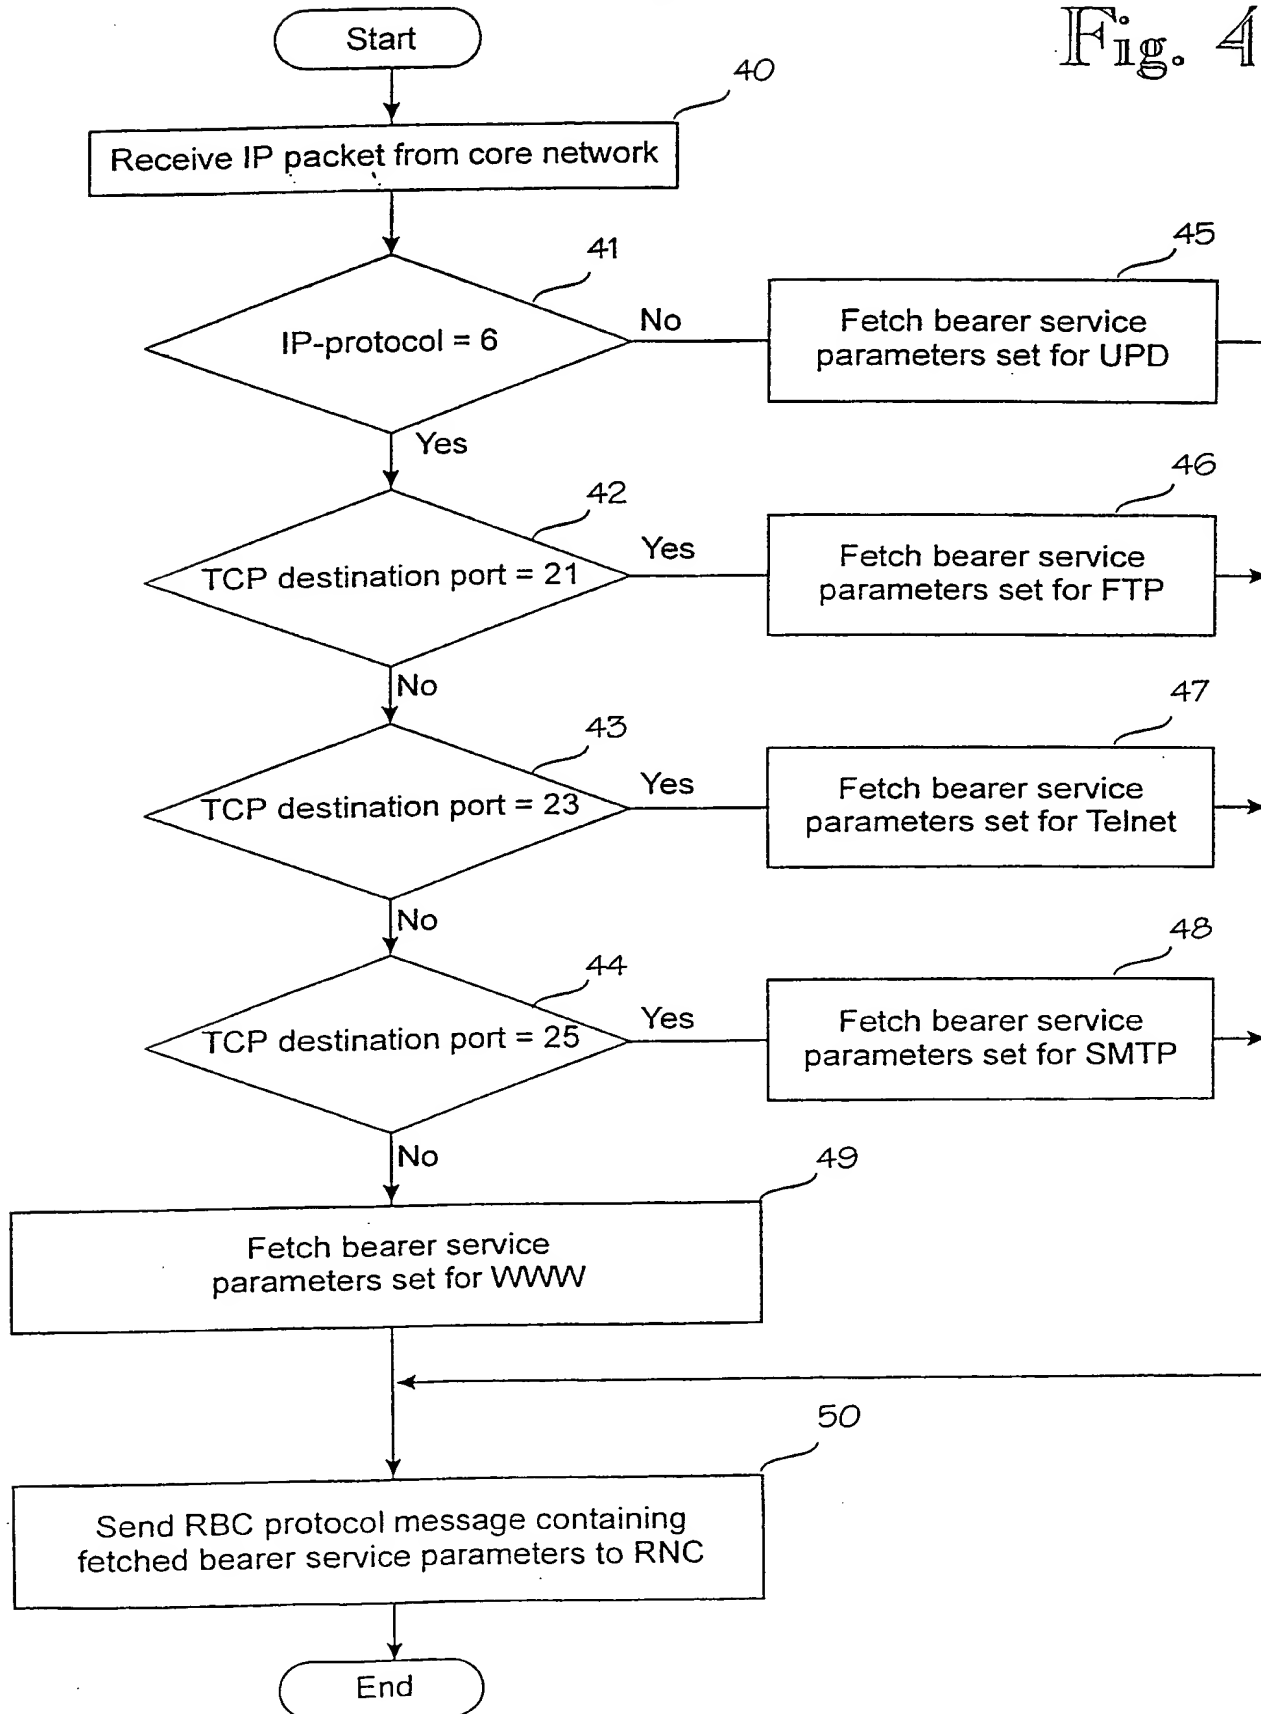 Fig. 4
Start
40
Receive IP packet from core network
41
IP-protocol = 6
No
45
Fetch bearer service
parameters set for UPD
Yes
42
TCP destination port = 21
Yes
46
Fetch bearer service
parameters set for FTP
No
43
TCP destination port = 23
Yes
47
Fetch bearer service
parameters set for Telnet
No
44
TCP destination port = 25
Yes
48
Fetch bearer service
parameters set for SMTP
No
49
Fetch bearer service
parameters set for WWW
50
Send RBC protocol message containing
fetched bearer service parameters to RNC
End